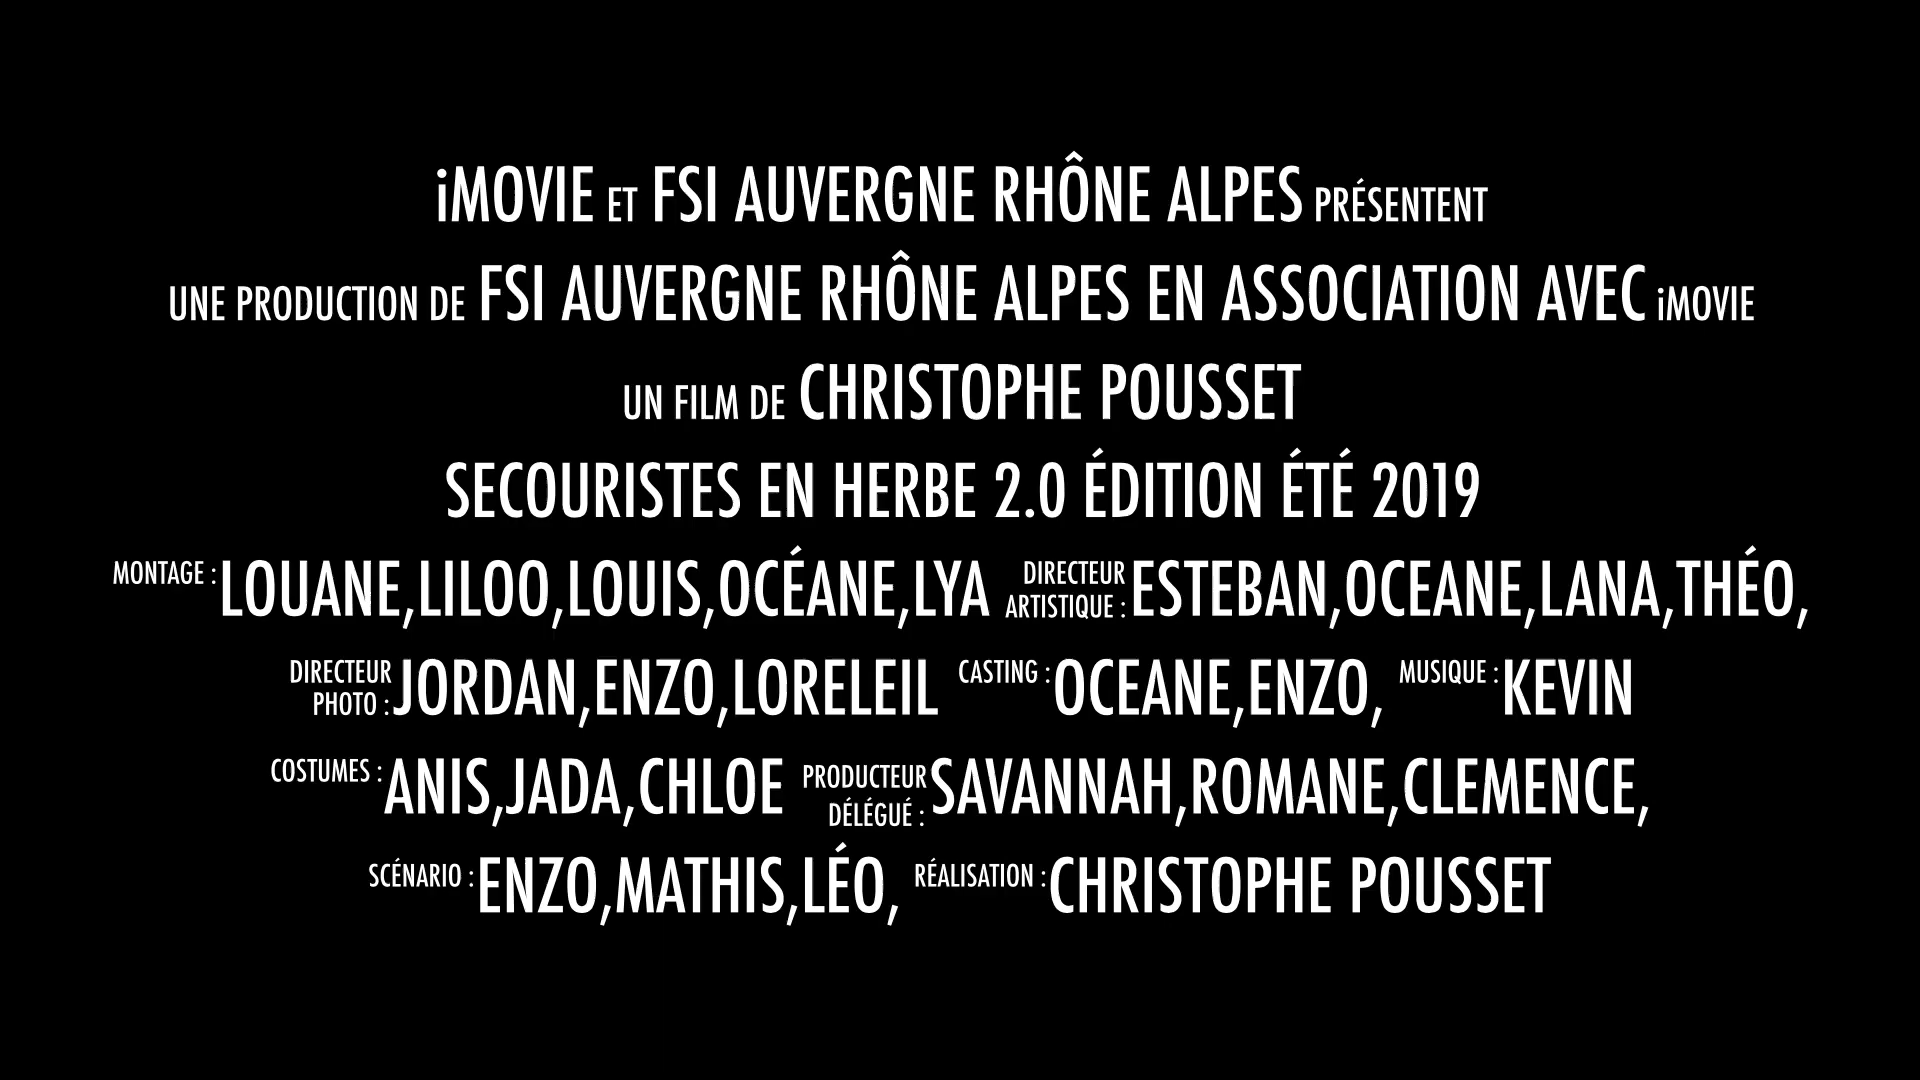 iMOVIE ET FSI AUVERGNE RHÔNE ALPES PRÉSENTENT
UNE PRODUCTION DE FSI AUVERGNE RHÔNE ALPES EN ASSOCIATION AVEC iMOVIE
UN FILM DE CHRISTOPHE POUSSET
SECOURISTES EN HERBE 2.0 ÉDITION ÉTÉ 2019
MONTAGE : LOUANE,LILOO,LOUIS,OCÉANE,LYA DIRECTEUR ARTISTIQUE : ESTEBAN,OCEANE,LANA,THÉO,
DIRECTEUR PHOTO : JORDAN,ENZO,LORELEIL CASTING : OCEANE,ENZO, MUSIQUE : KEVIN
COSTUMES : ANIS,JADA,CHLOE PRODUCTEUR DÉLÉGUÉ : SAVANNAH,ROMANE,CLEMENCE,
SCÉNARIO : ENZO,MATHIS,LÉO, RÉALISATION : CHRISTOPHE POUSSET